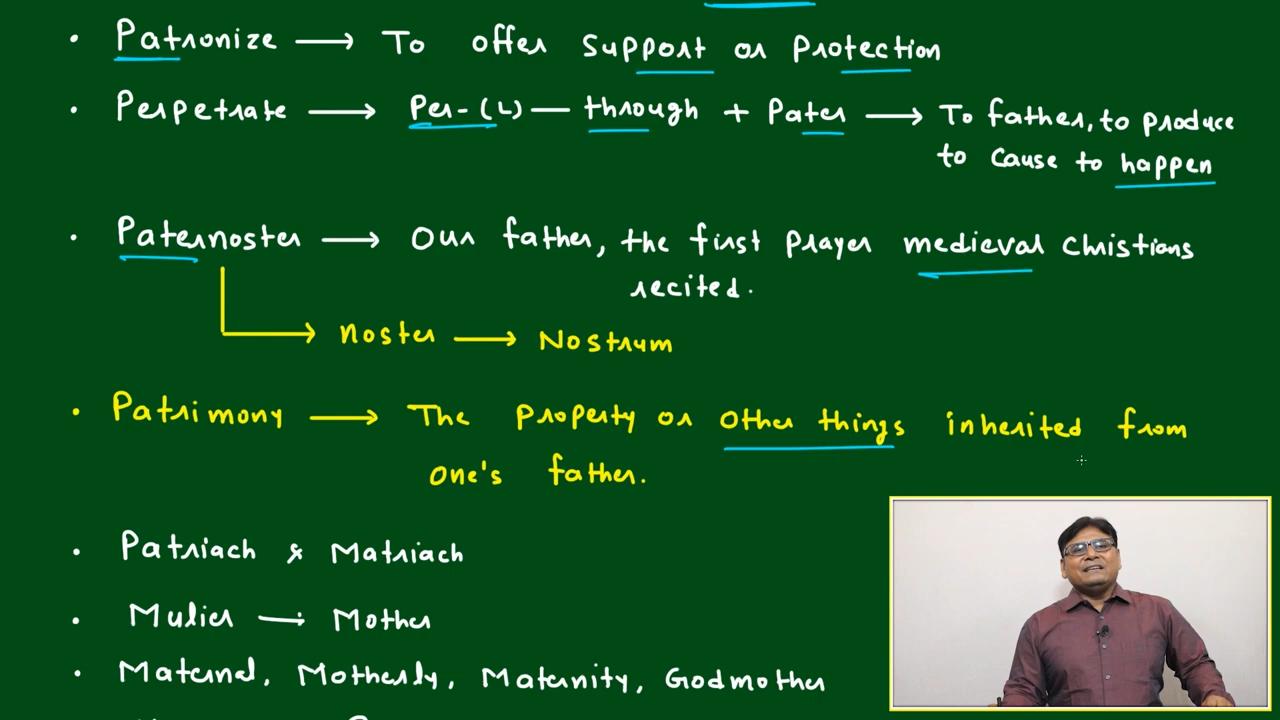 • Patronize → To offer support or protection
• Perpetrate → Per-(L) — through + Pater → To father, to produce
to cause to happen
• Paternoster → Our father, the first prayer medieval christians
recited.
noster → Nostrum
• Patrimony → The property or other things inherited from
one's father.
• Patriach & Matriach
• Mulier → Mother
• Maternal, Motherly, Maternity, Godmother